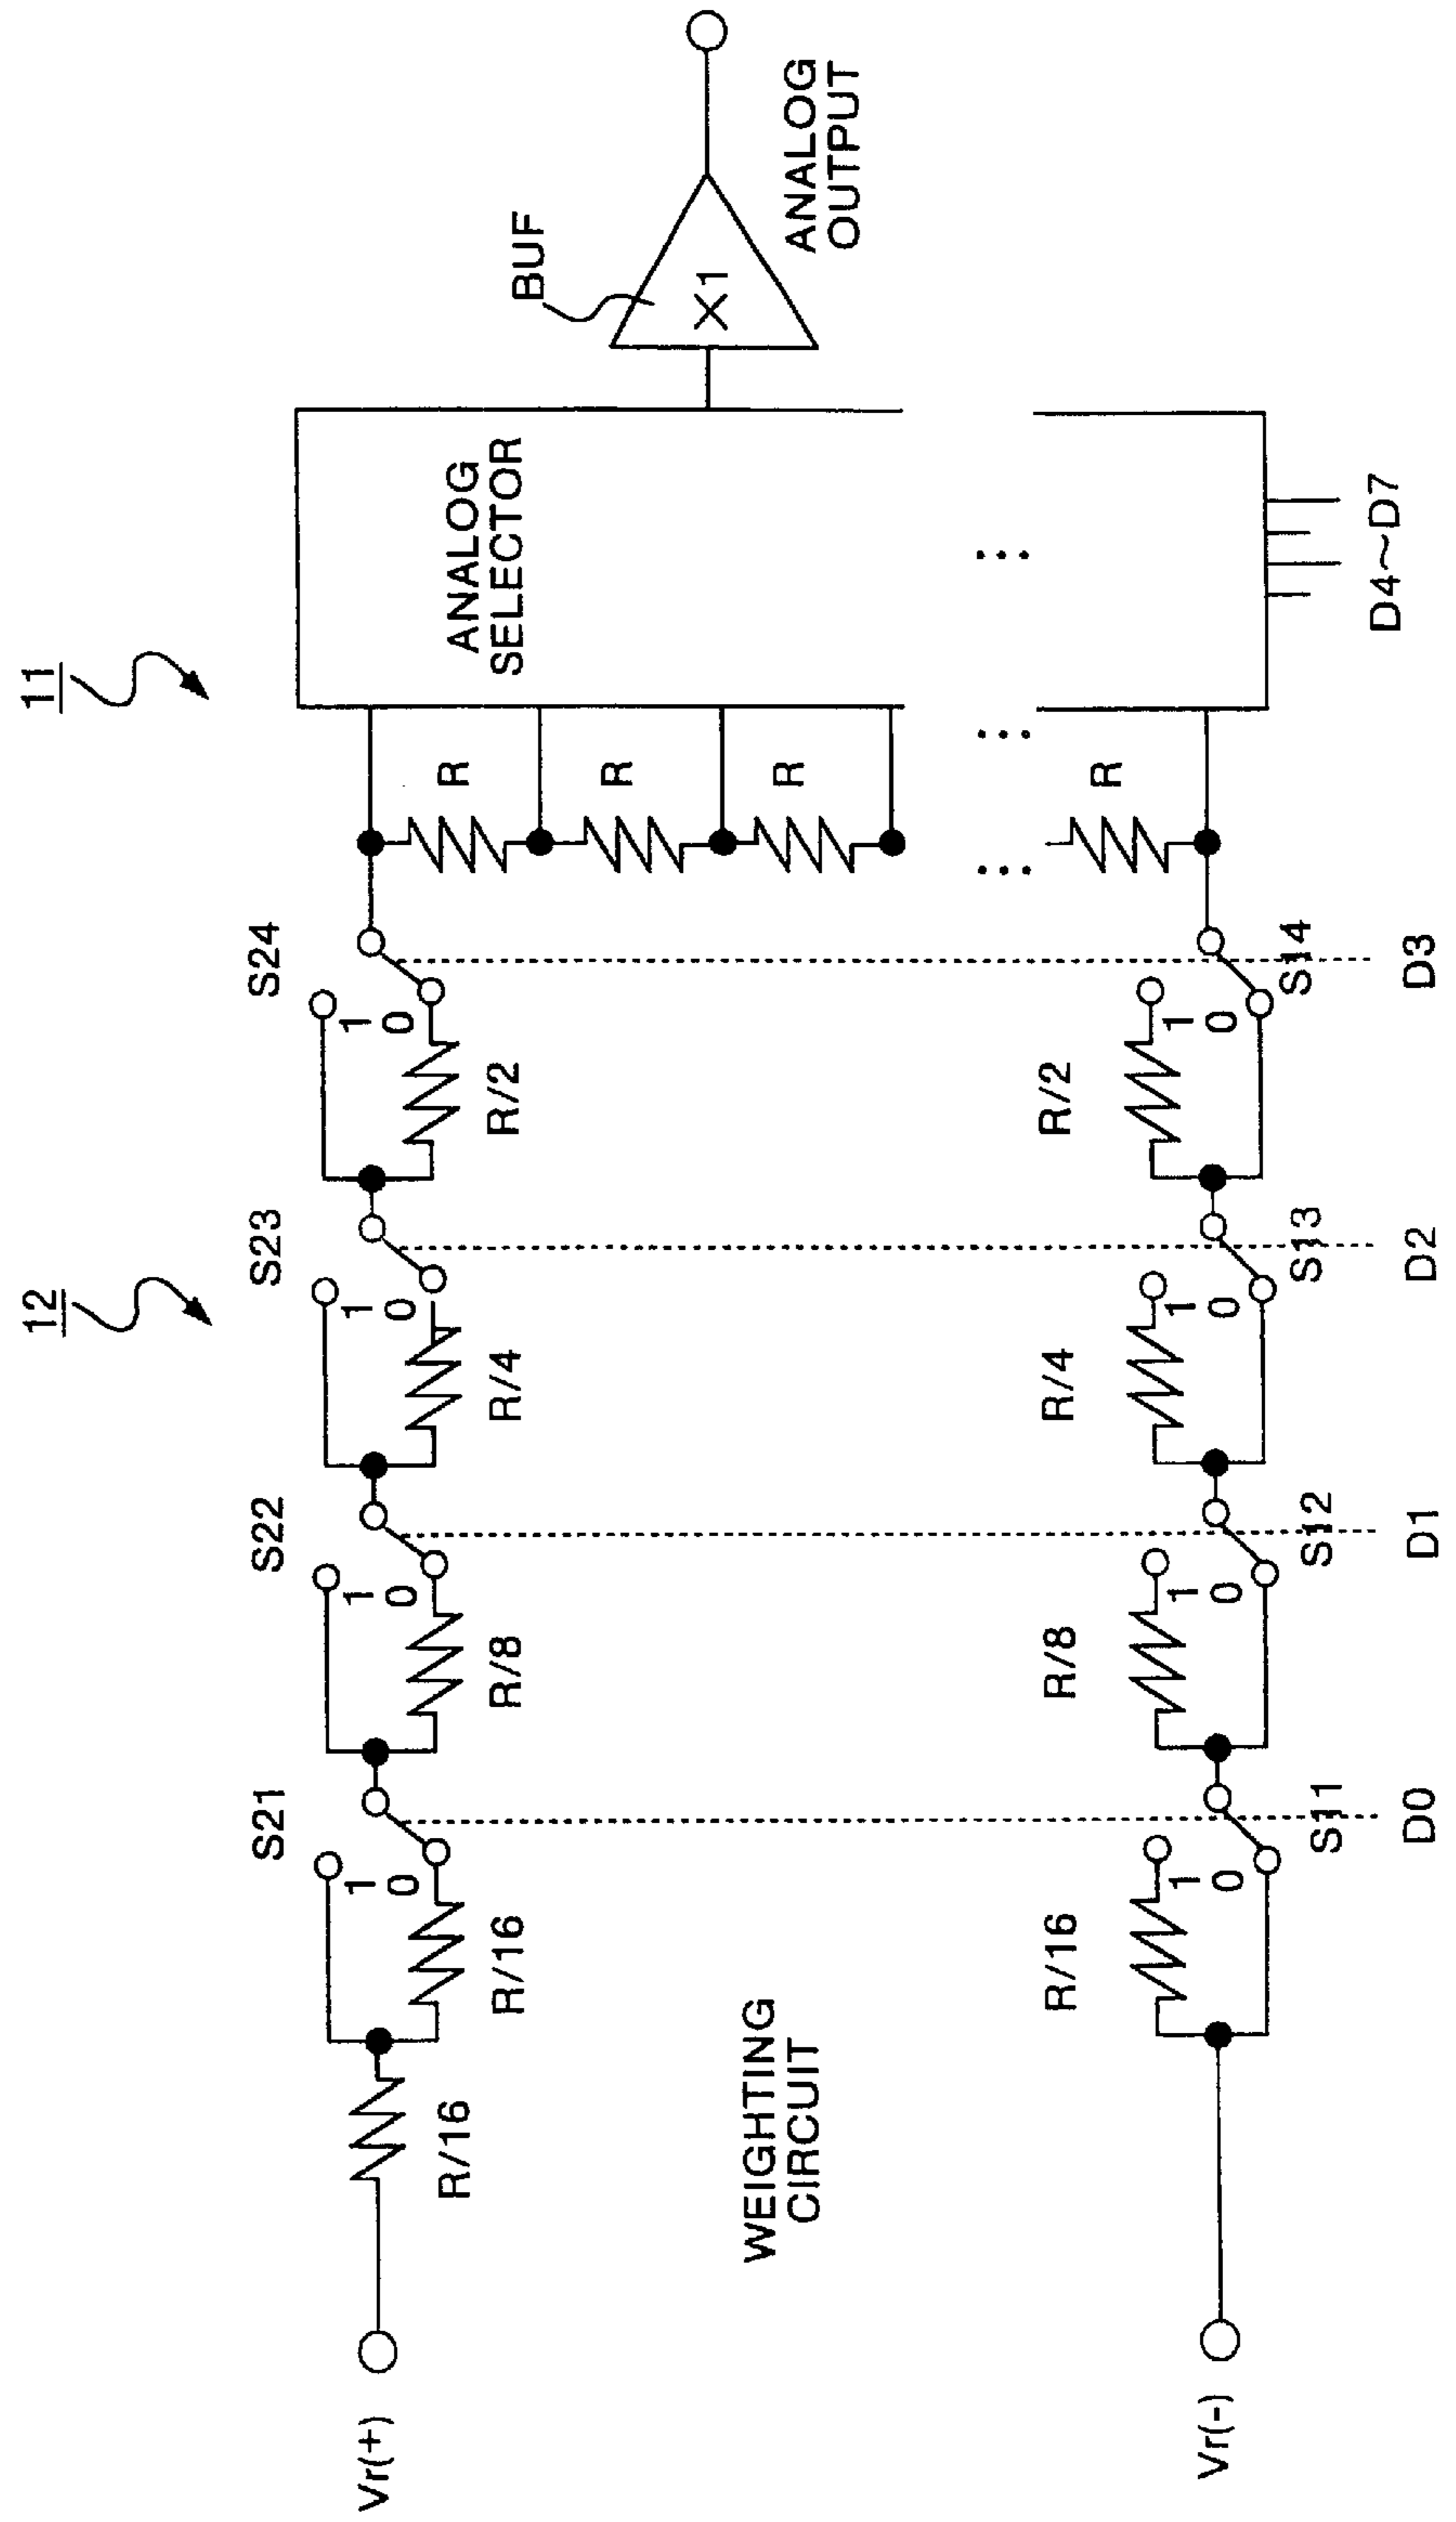 11
12
BUF
X1
ANALOG
OUTPUT
ANALOG
SELECTOR
D4~D7
R
R
R
R
S24
S23
S22
S21
1
0
1
0
1
0
1
0
R/2
R/4
R/8
R/16
R/16
Vr(+)
WEIGHTING
CIRCUIT
R/2
R/4
R/8
R/16
1
0
1
0
1
0
1
0
S14
S13
S12
S11
D3
D2
D1
D0
Vr(-)